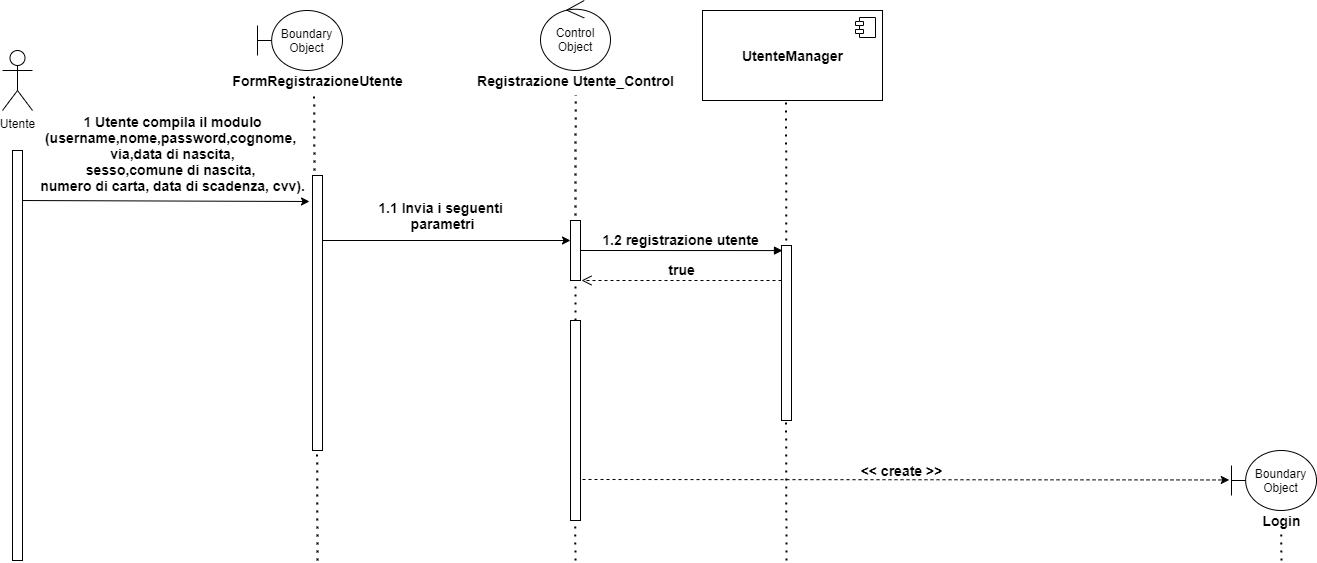 Boundary
Object
FormRegistrazioneUtente
Control
Object
Registrazione Utente_Control
UtenteManager
Utente
1 Utente compila il modulo
(username,nome,password,cognome,
via,data di nascita,
sesso,comune di nascita,
numero di carta, data di scadenza, cvv).
1.1 Invia i seguenti
parametri
1.2 registrazione utente
true
<< create >>
Boundary
Object
Login